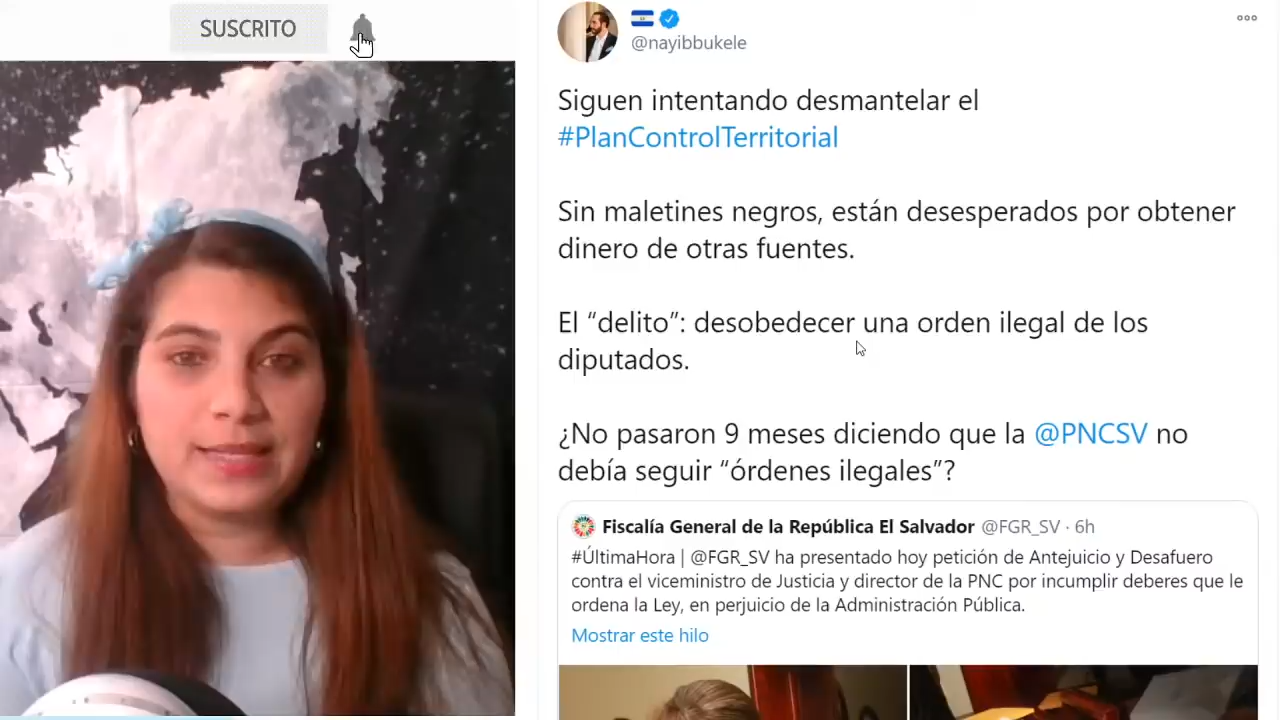 SUSCRITO
@nayibbukele
Siguen intentando desmantelar el
#PlanControlTerritorial
Sin maletines negros, están desesperados por obtener
dinero de otras fuentes.
El “delito”: desobedecer una orden ilegal de los
diputados.
¿No pasaron 9 meses diciendo que la @PNCSV no
debía seguir “órdenes ilegales”?
Fiscalía General de la República El Salvador @FGR_SV · 6h
#ÚltimaHora | @FGR_SV ha presentado hoy petición de Antejuicio y Desafuero
contra el viceministro de Justicia y director de la PNC por incumplir deberes que le
ordena la Ley, en perjuicio de la Administración Pública.
Mostrar este hilo